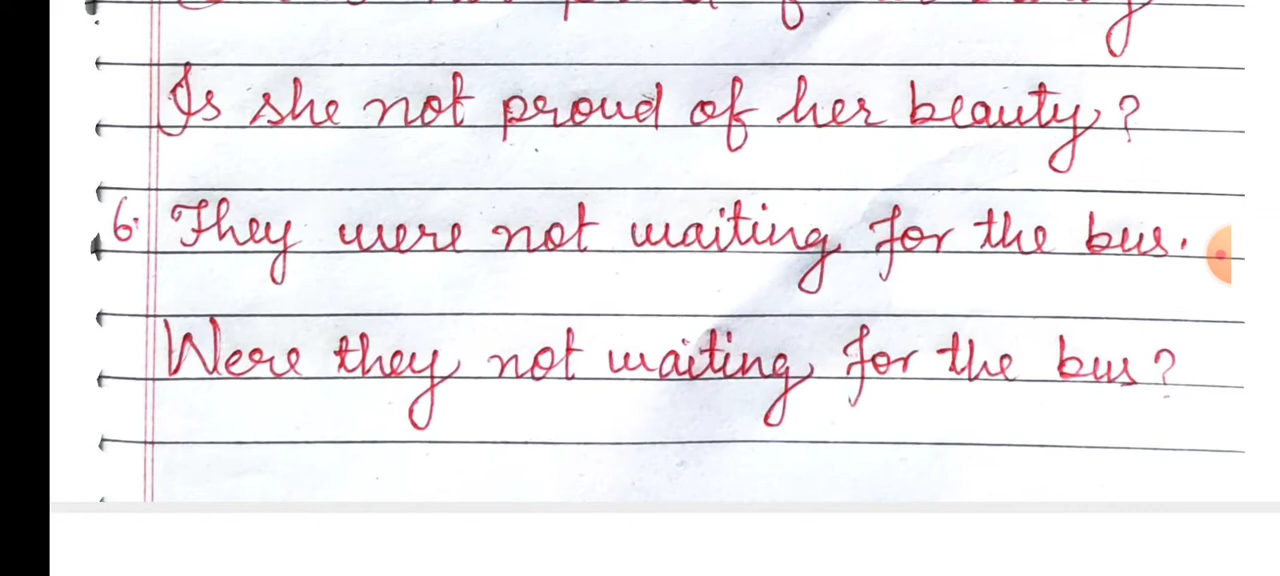 Is she not proud of her beauty?
6. They were not waiting for the bus.
Were they not waiting for the bus?